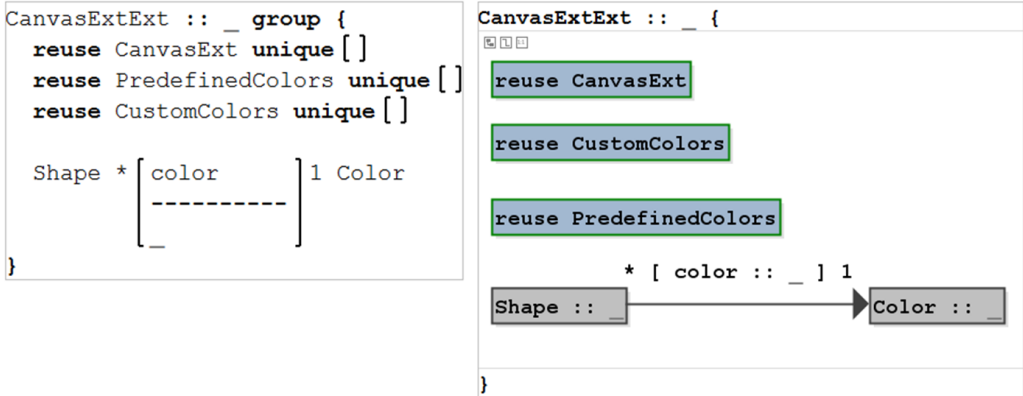 CanvasExtExt :: _ group {
reuse CanvasExt unique[]
reuse PredefinedColors unique[]
reuse CustomColors unique[]
Shape * [color ]1 Color
----------
_
}
CanvasExtExt :: _ {
reuse CanvasExt
reuse CustomColors
reuse PredefinedColors
* [ color :: _ ] 1
Shape :: _
Color :: _
}